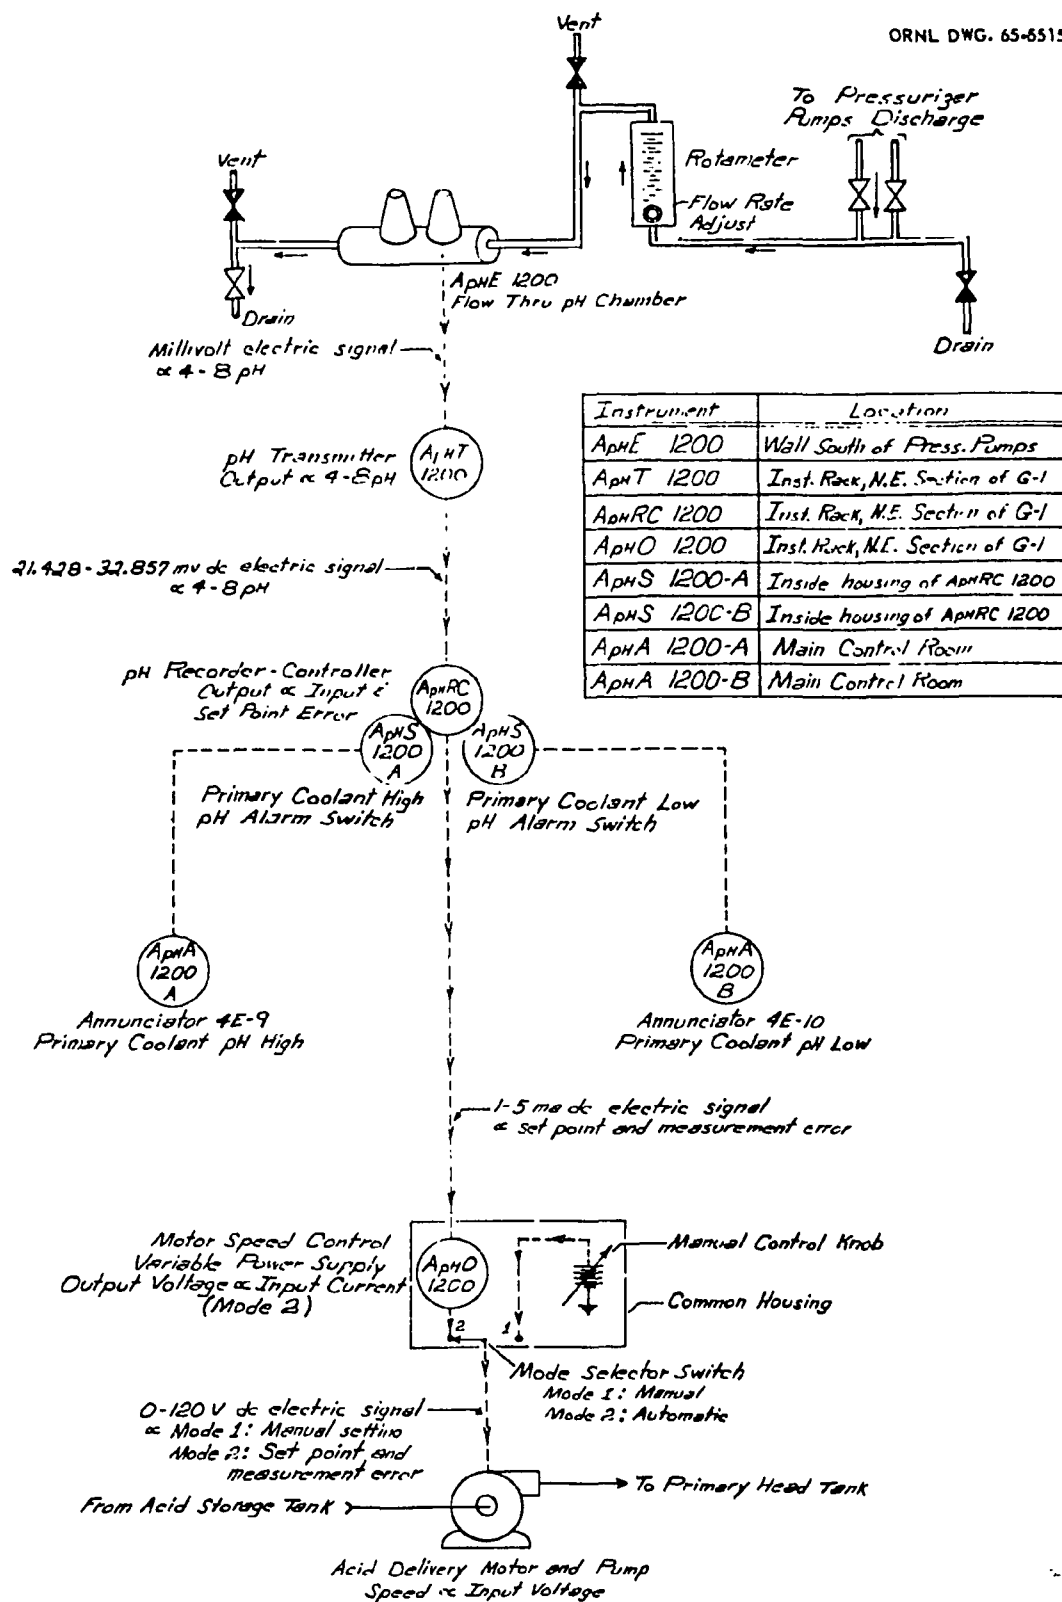 ORNL DWG. 65-5515
Vent
To Pressurizer
Pumps Discharge
Vent
Rotameter
Flow Rate
Adjust
ApHE 1200
Flow Thru pH Chamber
Drain
Drain
Millivolt electric signal
∝ 4-8 pH
Instrument Location
ApHE 1200 Wall South of Press. Pumps
ApHT 1200 Inst. Rack, N.E. Section of G-1
ApHRC 1200 Inst. Rack, N.E. Section of G-1
ApHO 1200 Inst. Rack, N.E. Section of G-1
ApHS 1200-A Inside housing of ApHRC 1200
ApHS 1200-B Inside housing of ApHRC 1200
ApHA 1200-A Main Control Room
ApHA 1200-B Main Control Room
pH Transmitter
Output ∝ 4-8pH
ApHT
1200
21.428-32.857 mv dc electric signal
∝ 4-8pH
pH Recorder-Controller
Output ∝ Input &
Set Point Error
ApHRC
1200
ApHS
1200
A
ApHS
1200
B
Primary Coolant High
pH Alarm Switch
Primary Coolant Low
pH Alarm Switch
ApHA
1200
A
Annunciator 4E-9
Primary Coolant pH High
ApHA
1200
B
Annunciator 4E-10
Primary Coolant pH Low
1-5 ma dc electric signal
∝ set point and measurement error
Motor Speed Control
Variable Power Supply
Output Voltage ∝ Input Current
(Mode 2)
ApHO
1200
2
1
Manual Control Knob
Common Housing
Mode Selector Switch
Mode 1: Manual
Mode 2: Automatic
0-120 V dc electric signal
∝ Mode 1: Manual setting
Mode 2: Set point and
measurement error
From Acid Storage Tank
To Primary Head Tank
Acid Delivery Motor and Pump
Speed ∝ Input Voltage